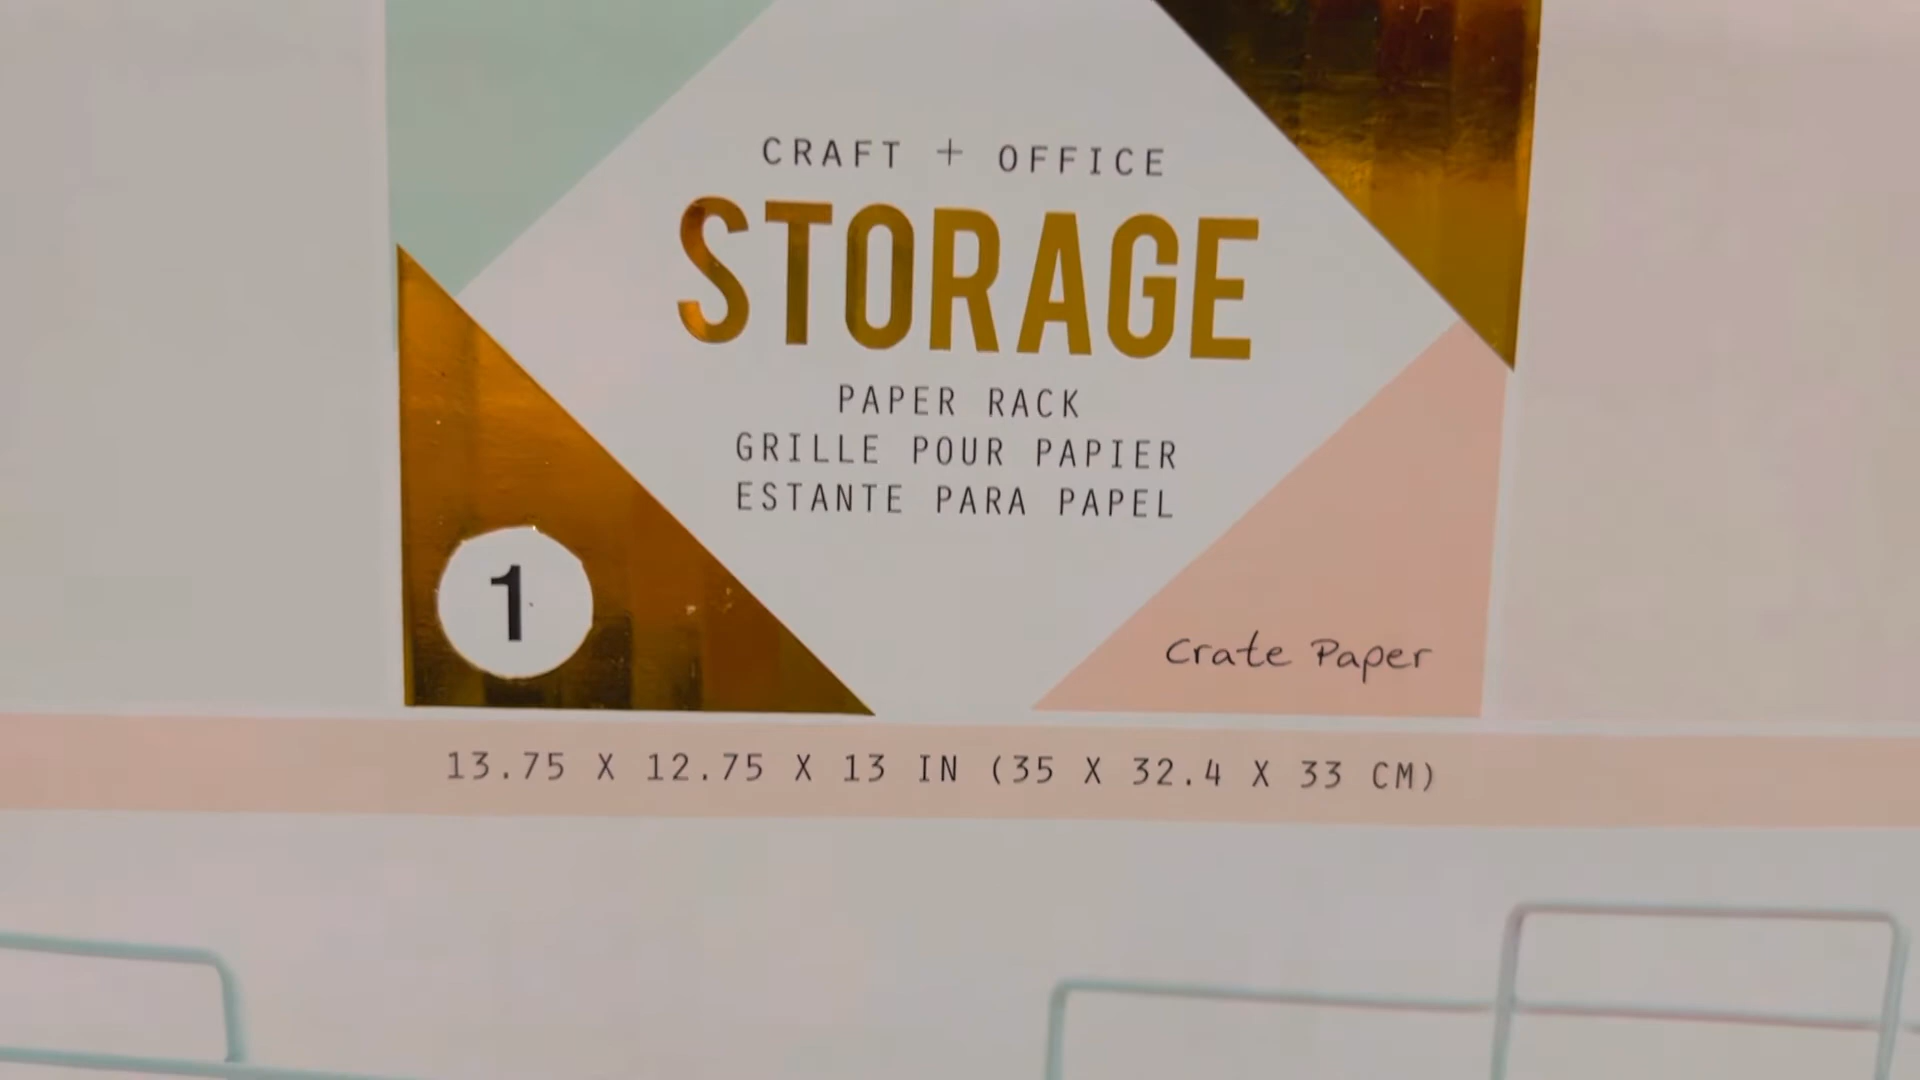 CRAFT + OFFICE
STORAGE
PAPER RACK
GRILLE POUR PAPIER
ESTANTE PARA PAPEL
1
Crate Paper
13.75 X 12.75 X 13 IN (35 X 32.4 X 33 CM)